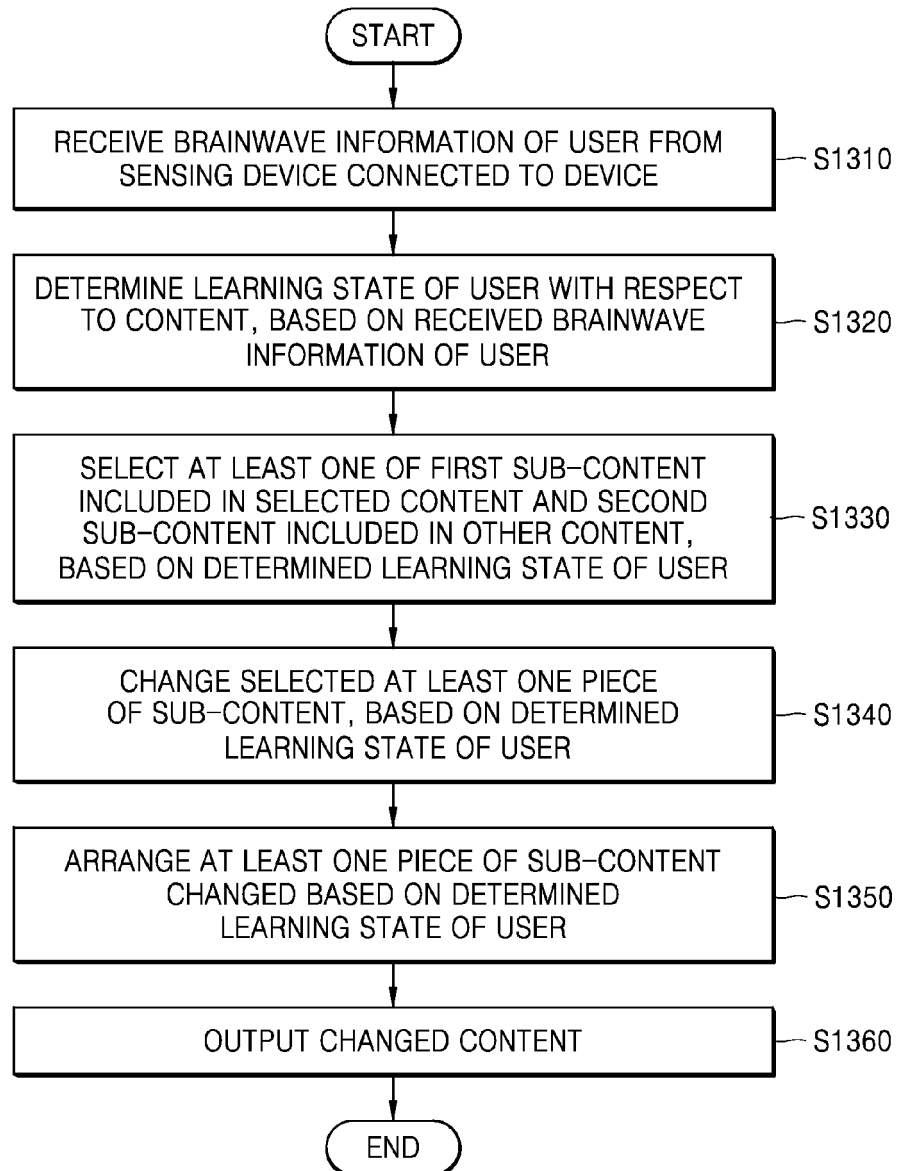 START
RECEIVE BRAINWAVE INFORMATION OF USER FROM
SENSING DEVICE CONNECTED TO DEVICE
S1310
DETERMINE LEARNING STATE OF USER WITH RESPECT
TO CONTENT, BASED ON RECEIVED BRAINWAVE
INFORMATION OF USER
S1320
SELECT AT LEAST ONE OF FIRST SUB-CONTENT
INCLUDED IN SELECTED CONTENT AND SECOND
SUB-CONTENT INCLUDED IN OTHER CONTENT,
BASED ON DETERMINED LEARNING STATE OF USER
S1330
CHANGE SELECTED AT LEAST ONE PIECE
OF SUB-CONTENT, BASED ON DETERMINED
LEARNING STATE OF USER
S1340
ARRANGE AT LEAST ONE PIECE OF SUB-CONTENT
CHANGED BASED ON DETERMINED
LEARNING STATE OF USER
S1350
OUTPUT CHANGED CONTENT
S1360
END